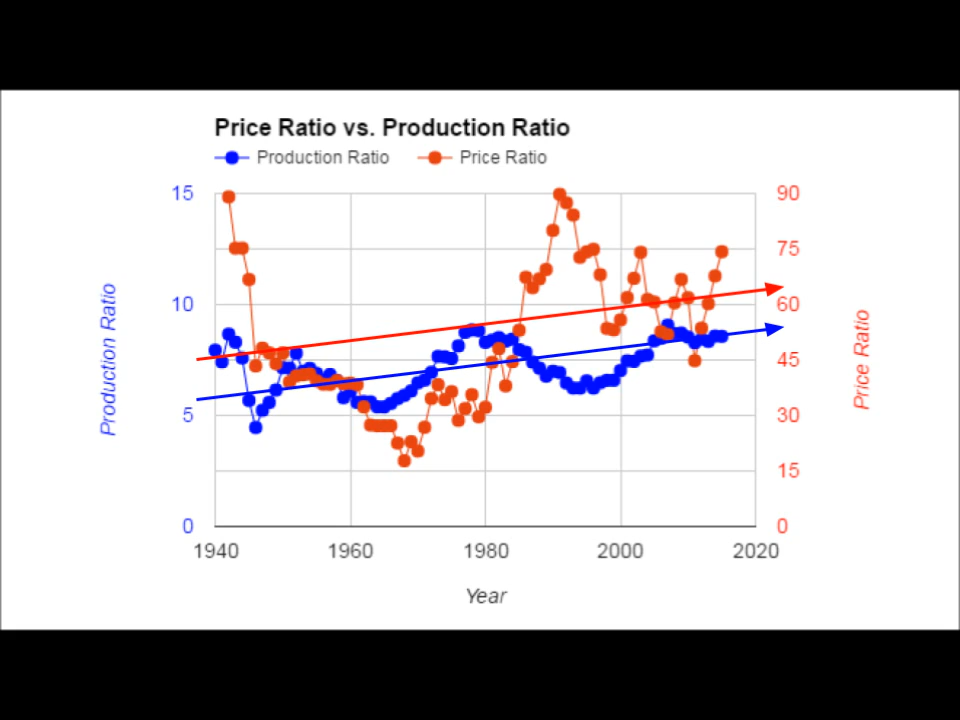 Price Ratio vs. Production Ratio
Production Ratio Price Ratio
15 90
75
10 60
45
5 30
15
0 0
1940 1960 1980 2000 2020
Year
Production Ratio
Price Ratio